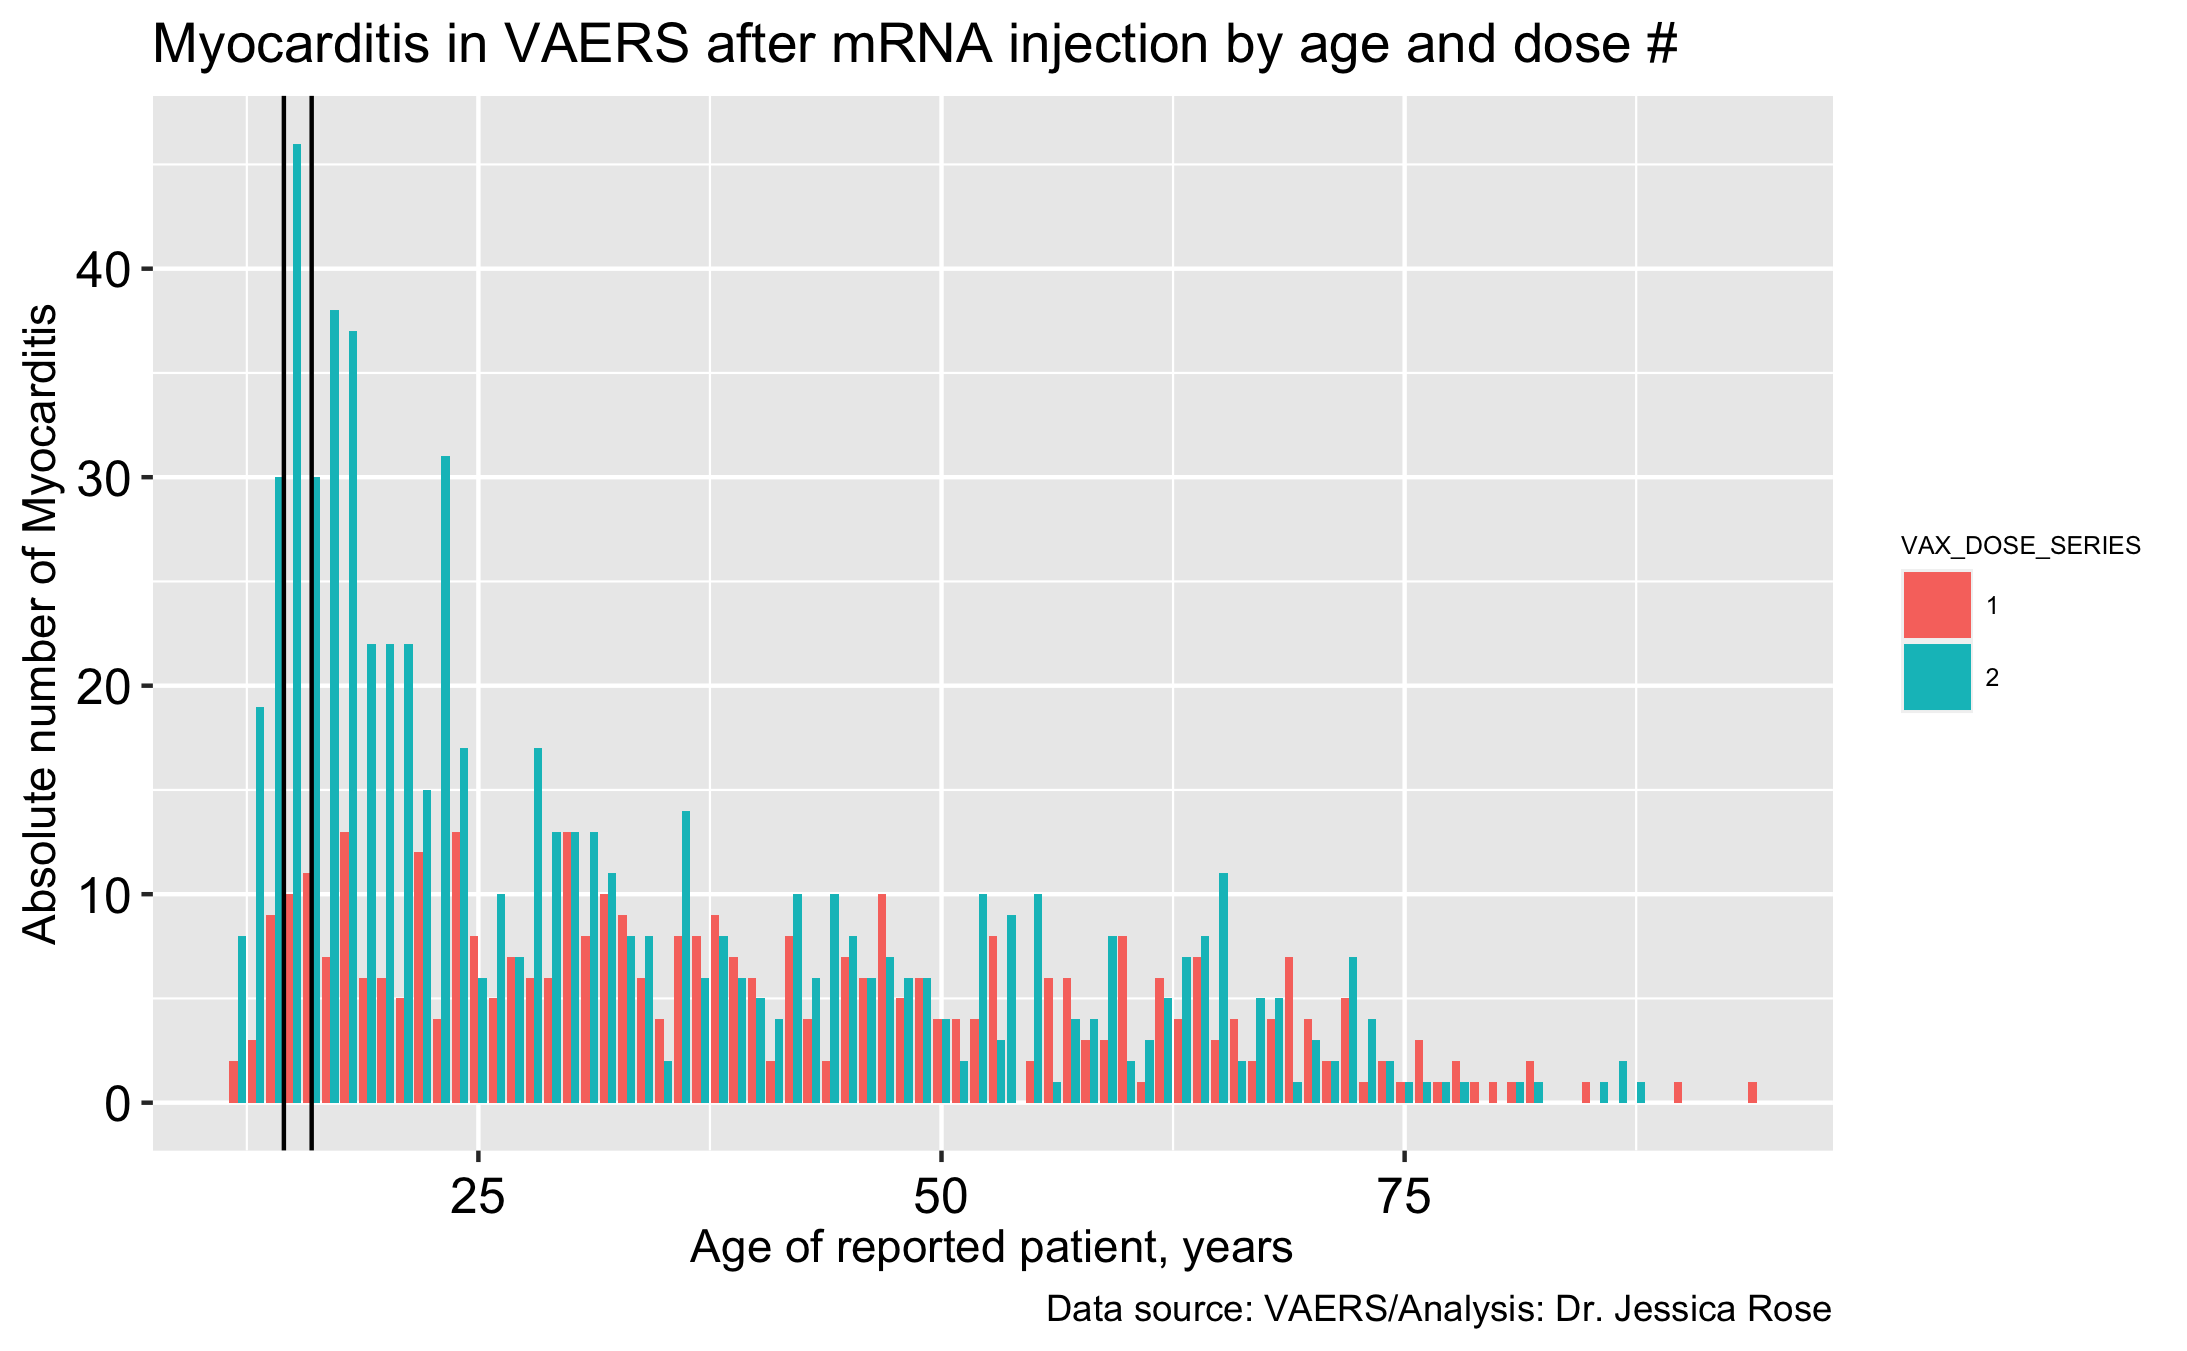 Myocarditis in VAERS after mRNA injection by age and dose #
Absolute number of Myocarditis
40
30
20
10
0
25
50
75
Age of reported patient, years
VAX_DOSE_SERIES
1
2
Data source: VAERS/Analysis: Dr. Jessica Rose